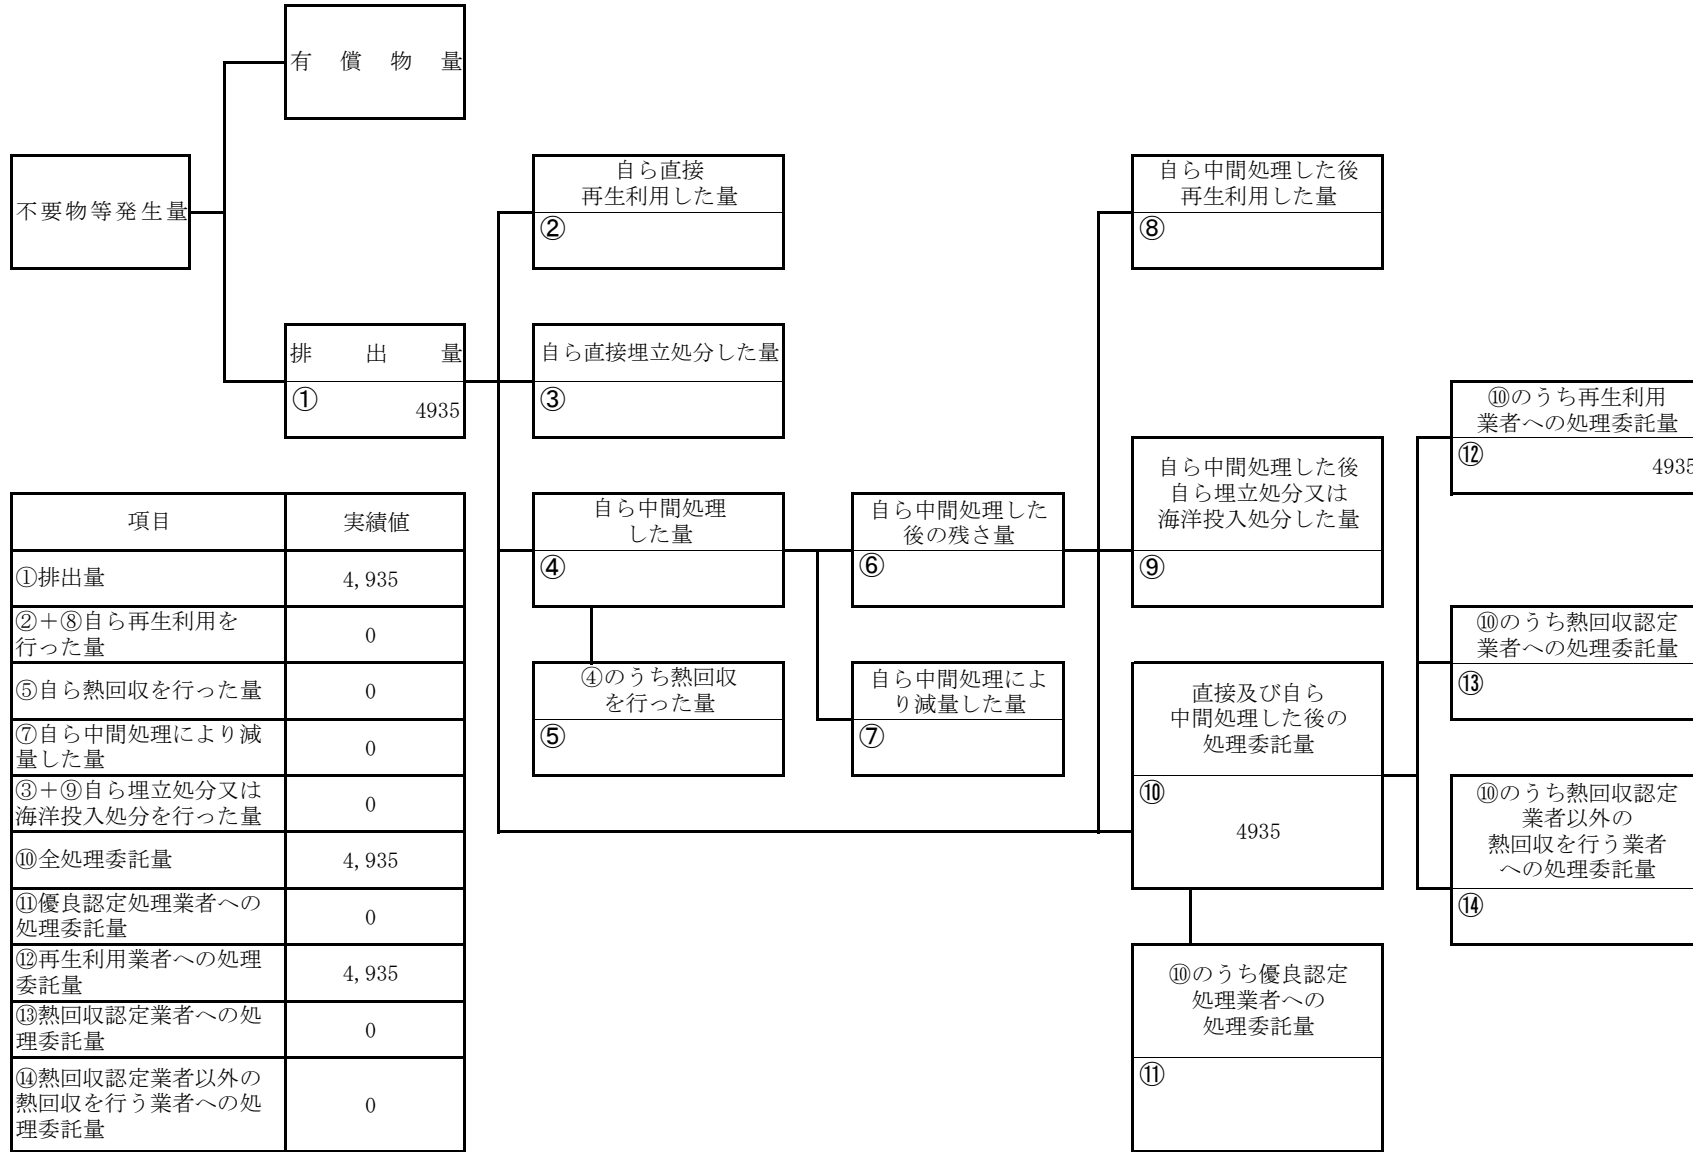 有償物量
不要物等発生量
自ら直接
再生利用した量
②
自ら中間処理した後
再生利用した量
⑧
排出量
①
4935
自ら直接埋立処分した量
③
⑩のうち再生利用
業者への処理委託量
⑫
4935
自ら中間処理
した量
④
自ら中間処理した
後の残さ量
⑥
自ら中間処理した後
自ら埋立処分又は
海洋投入処分した量
⑨
⑩のうち熱回収認定
業者への処理委託量
⑬
④のうち熱回収
を行った量
⑤
自ら中間処理によ
り減量した量
⑦
直接及び自ら
中間処理した後の
処理委託量
⑩
4935
⑩のうち熱回収認定
業者以外の
熱回収を行う業者
への処理委託量
⑭
⑩のうち優良認定
処理業者への
処理委託量
⑪
項目 実績値
①排出量 4,935
②+⑧自ら再生利用を
行った量 0
⑤自ら熱回収を行った量 0
⑦自ら中間処理により減
量した量 0
③+⑨自ら埋立処分又は
海洋投入処分を行った量 0
⑩全処理委託量 4,935
⑪優良認定処理業者への
処理委託量 0
⑫再生利用業者への処理
委託量 4,935
⑬熱回収認定業者への処
理委託量 0
⑭熱回収認定業者以外の
熱回収を行う業者への処
理委託量 0